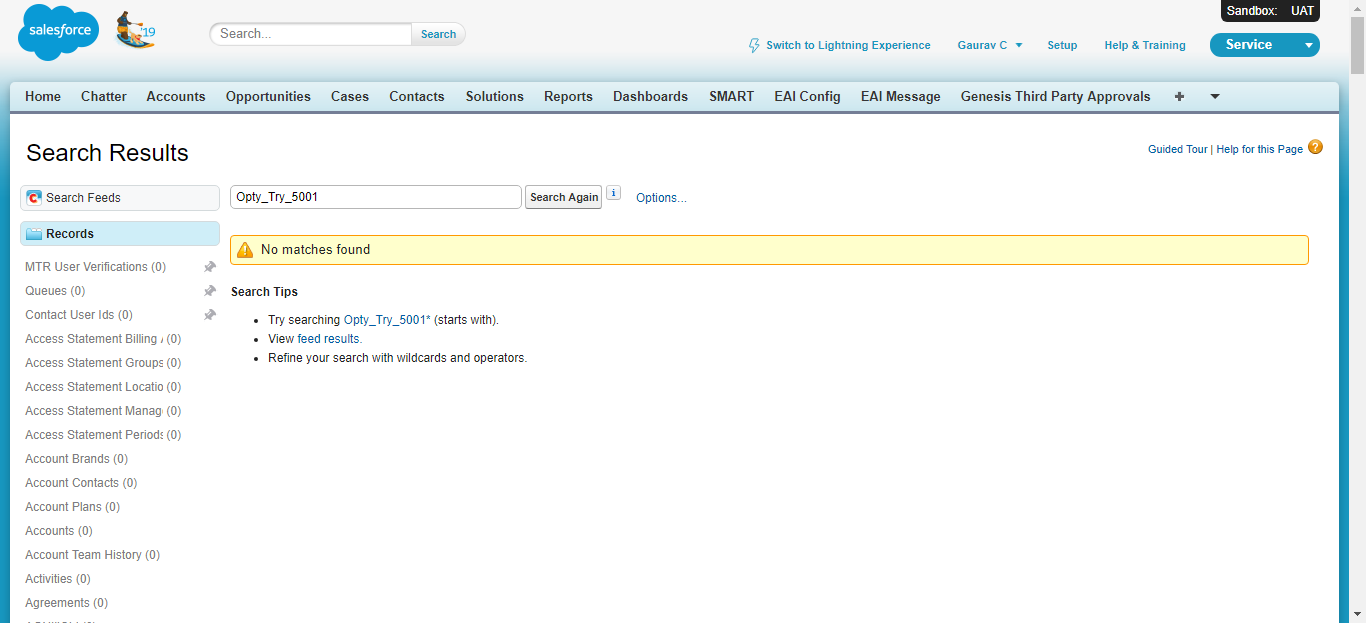 Sandbox: UAT
salesforce
'19
Search...
Search
Switch to Lightning Experience
Gaurav C
Setup
Help & Training
Service
Home Chatter Accounts Opportunities Cases Contacts Solutions Reports Dashboards SMART EAI Config EAI Message Genesis Third Party Approvals +
Search Results
Guided Tour | Help for this Page ?
Search Feeds
Opty_Try_5001
Search Again
i
Options...
Records
No matches found
MTR User Verifications (0)
Queues (0)
Contact User Ids (0)
Access Statement Billing (0)
Access Statement Groups (0)
Access Statement Locatio (0)
Access Statement Manag (0)
Access Statement Periods (0)
Account Brands (0)
Account Contacts (0)
Account Plans (0)
Accounts (0)
Account Team History (0)
Activities (0)
Agreements (0)
Search Tips
• Try searching Opty_Try_5001* (starts with).
• View feed results.
• Refine your search with wildcards and operators.